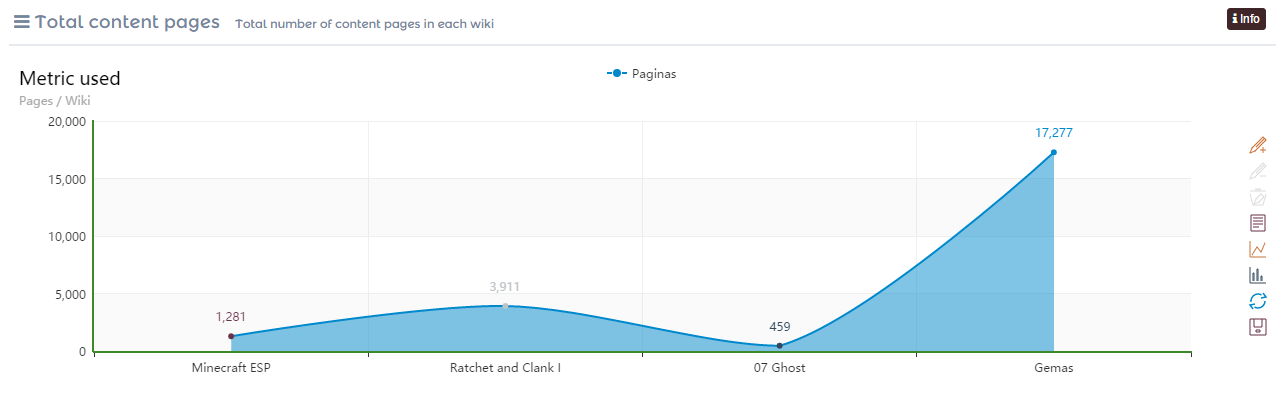 Total content pages Total number of content pages in each wiki
Info
Metric used
Pages / Wiki
Paginas
20,000
15,000
10,000
5,000
0
1,281
3,911
459
17,277
Minecraft ESP
Ratchet and Clank I
07 Ghost
Gemas